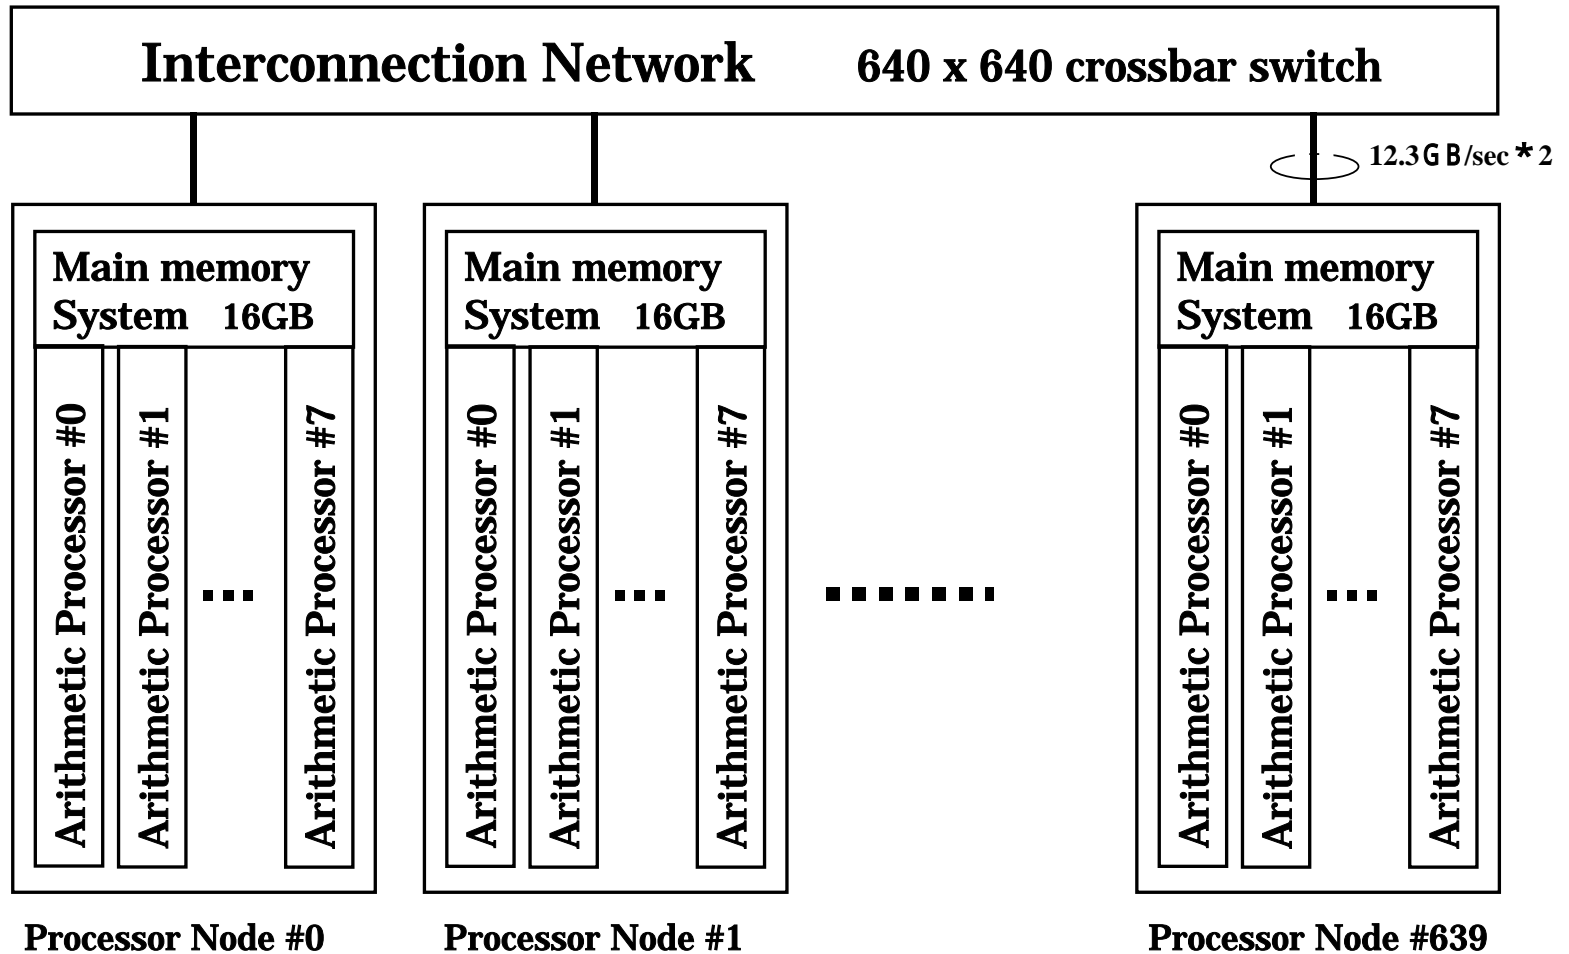 Interconnection Network 640 x 640 crossbar switch
12.3GB/sec*2
Main memory
System 16GB
Arithmetic Processor #0
Arithmetic Processor #1
Arithmetic Processor #7
Processor Node #0
Main memory
System 16GB
Arithmetic Processor #0
Arithmetic Processor #1
Arithmetic Processor #7
Processor Node #1
Main memory
System 16GB
Arithmetic Processor #0
Arithmetic Processor #1
Arithmetic Processor #7
Processor Node #639